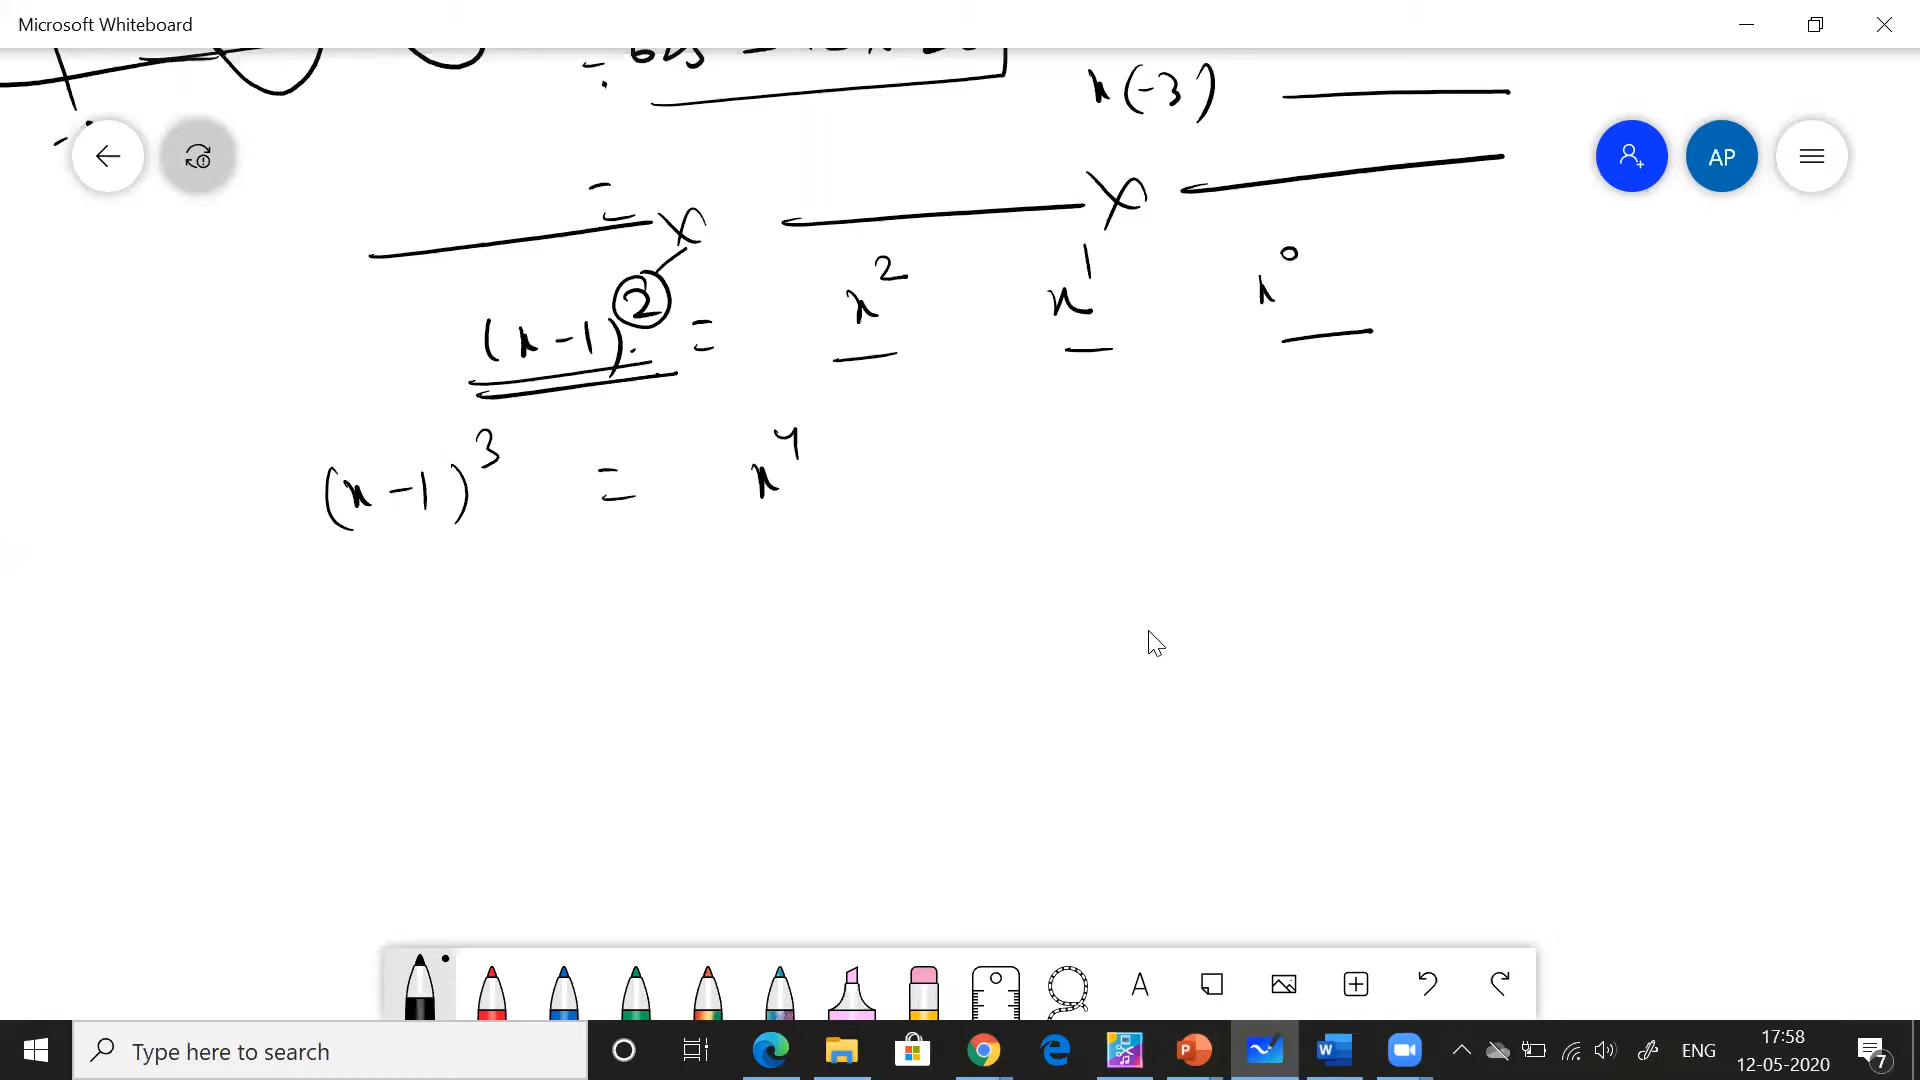 Microsoft Whiteboard
x(-3)
AP
=
(x-1)² = x² x¹ x⁰
(x-1)³ = x⁴
A
Type here to search
ENG
17:58
12-05-2020
7